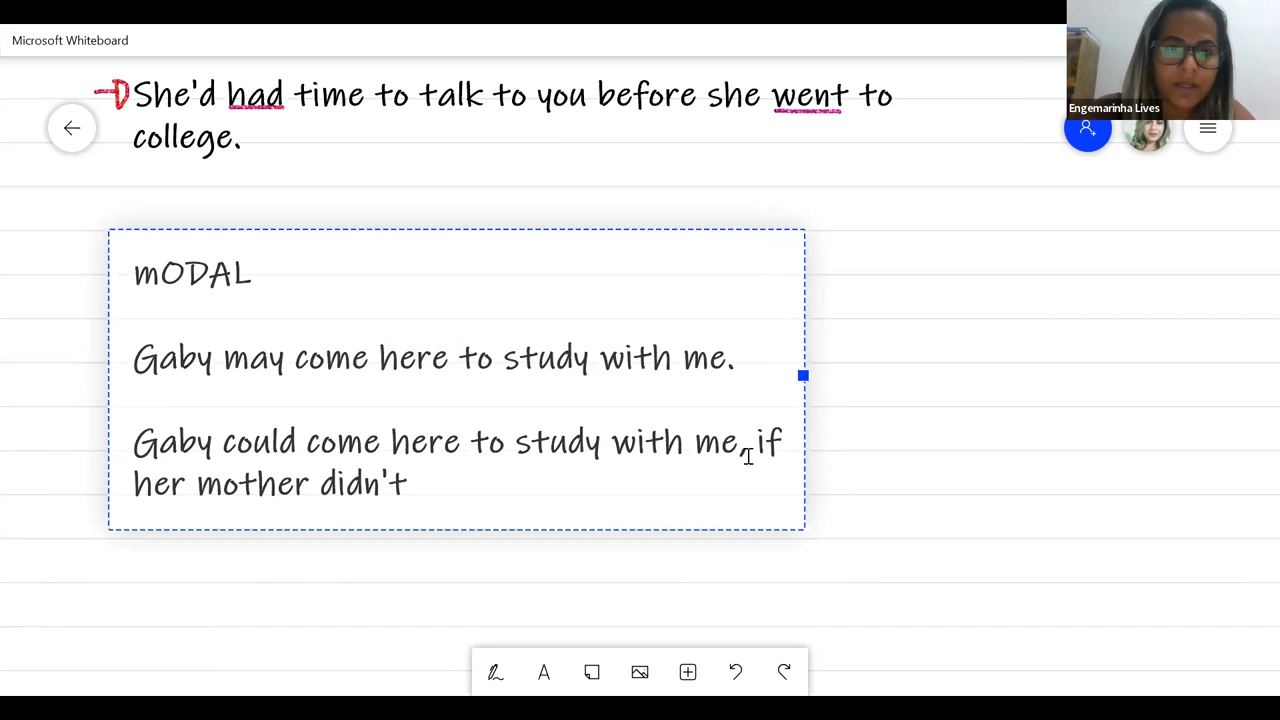 Microsoft Whiteboard
She'd had time to talk to you before she went to
college.
Engemarinha Lives
mODAL
Gaby may come here to study with me.
Gaby could come here to study with me, if
her mother didn't
A